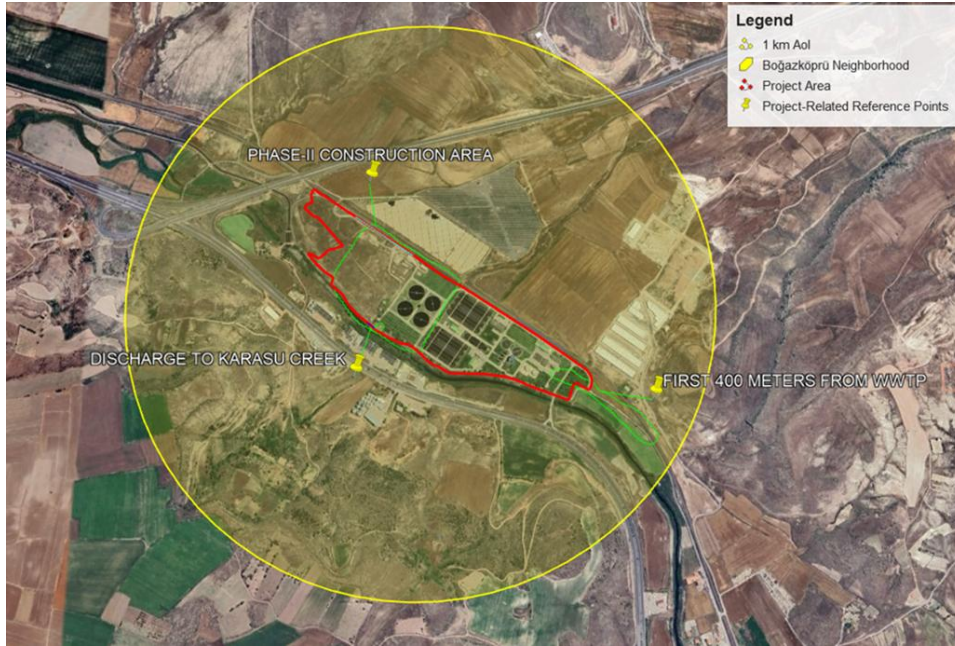 Legend
1 km AoI
Boğazköprü Neighborhood
Project Area
Project-Related Reference Points
PHASE-II CONSTRUCTION AREA
DISCHARGE TO KARASU CREEK
FIRST 400 METERS FROM WWTP